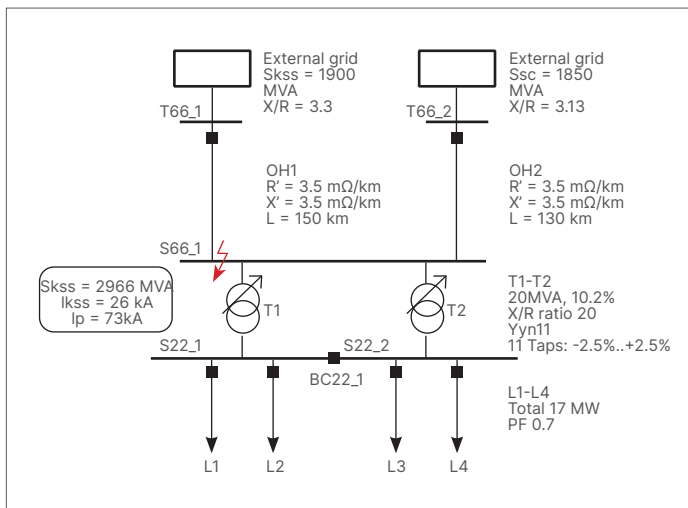 External grid
Skss = 1900
MVA
X/R = 3.3
External grid
Ssc = 1850
MVA
X/R = 3.13
T66_1
T66_2
OH1
R' = 3.5 mΩ/km
X' = 3.5 mΩ/km
L = 150 km
OH2
R' = 3.5 mΩ/km
X' = 3.5 mΩ/km
L = 130 km
S66_1
Skss = 2966 MVA
Ikss = 26 kA
Ip = 73kA
T1
T2
T1-T2
20MVA, 10.2%
X/R ratio 20
Yyn11
11 Taps: -2.5%..+2.5%
S22_1
S22_2
BC22_1
L1-L4
Total 17 MW
PF 0.7
L1
L2
L3
L4